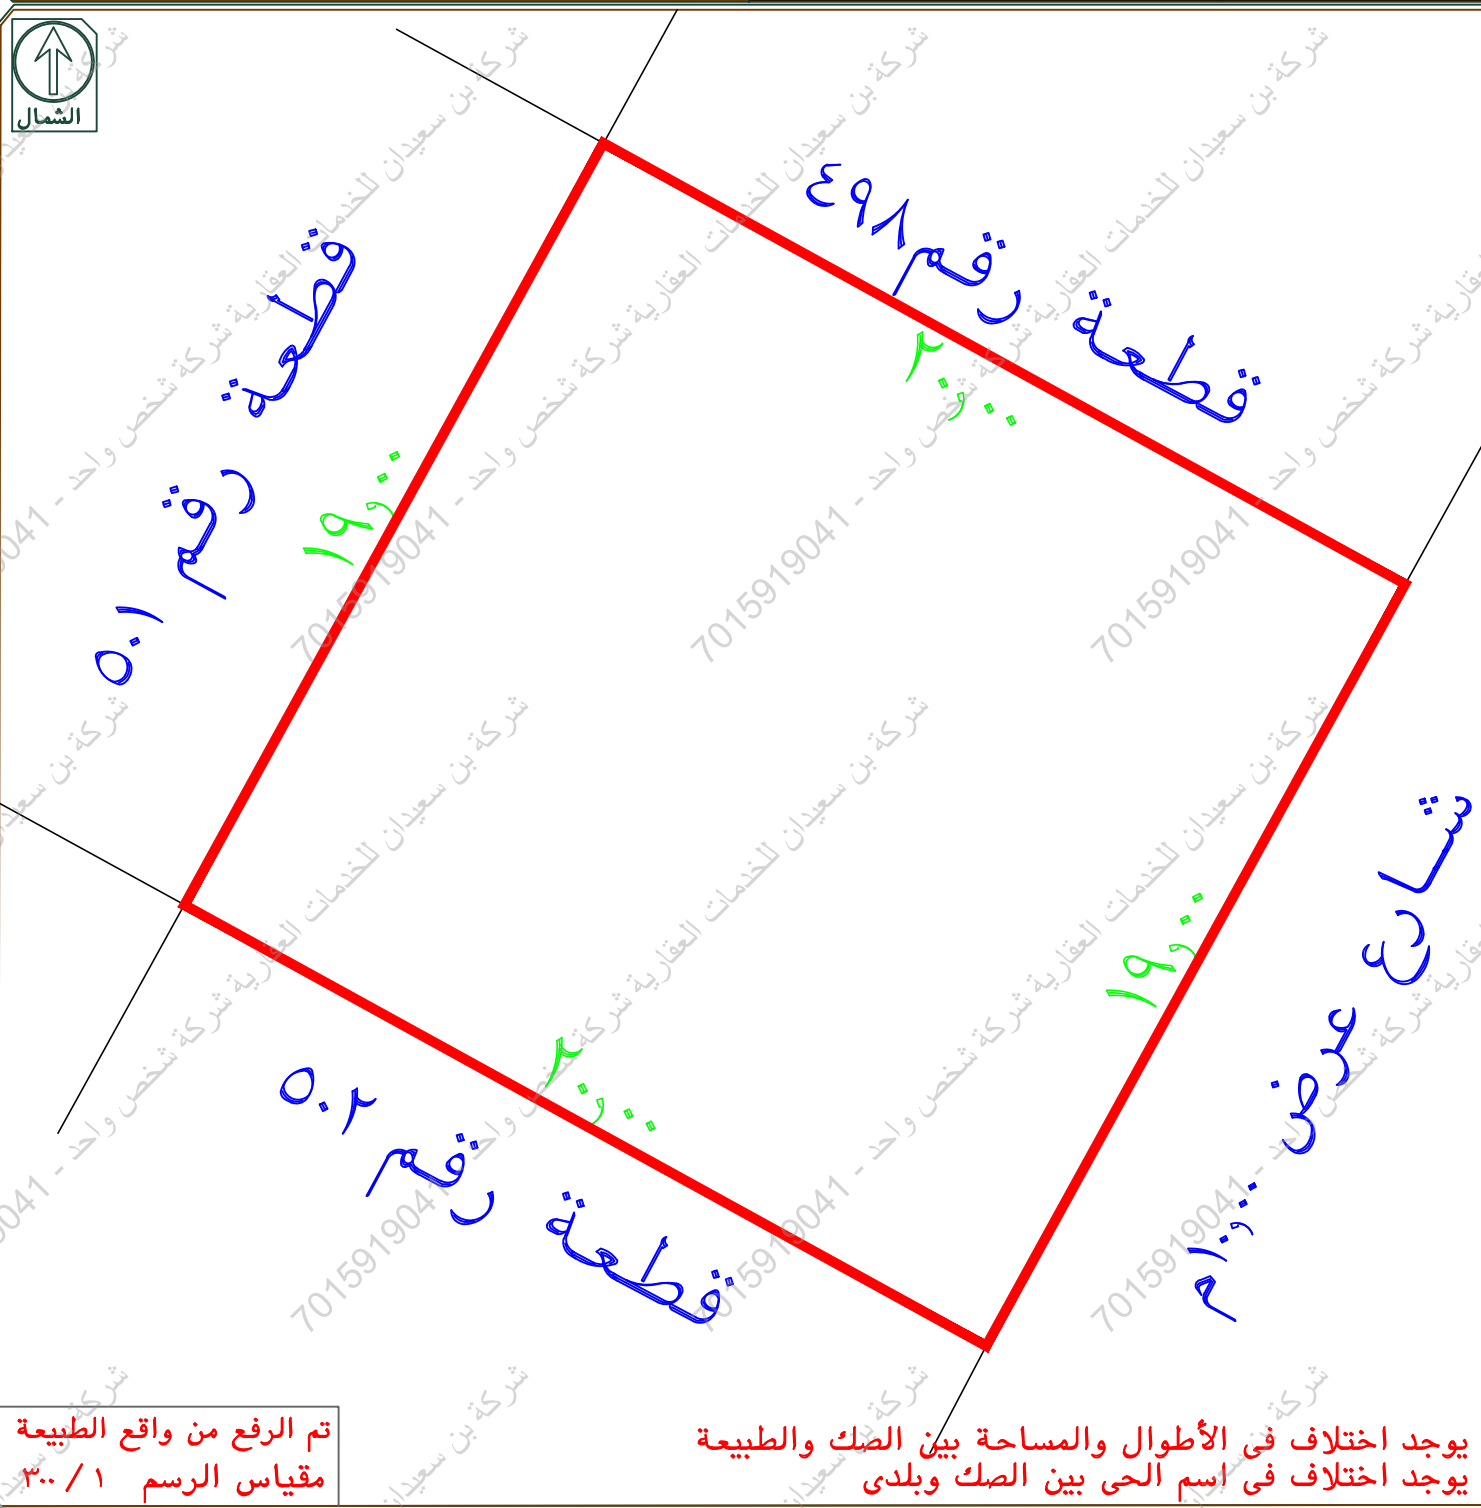 الشمال
قطعة رقم ٤٩٨
٢٠,٠٠
قطعة رقم ٥٠١
١٩,٠٠
شارع عرض ١٠,٠٠م
١٩,٠٠
٢٠,٠٠
قطعة رقم ٥٠٢
يوجد اختلاف فى الأطوال والمساحة بين الصك والطبيعة
يوجد اختلاف فى اسم الحى بين الصك وبلدى
تم الرفع من واقع الطبيعة
مقياس الرسم ١ / ٣٠٠
شركة بن سعيدان للخدمات العقارية شركة شخص واحد - 7015919041